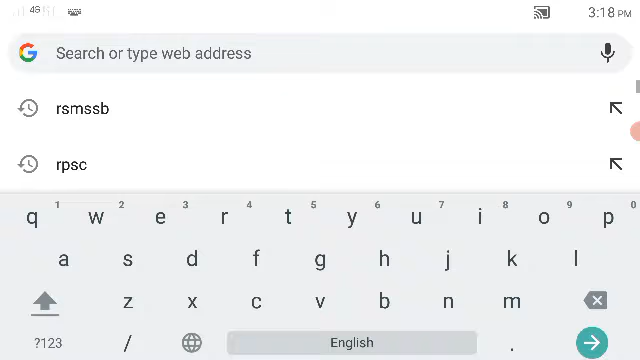 4G 3:18 PM
Search or type web address
rsmssb
rpsc
1 2 3 4 5 6 7 8 9 0
q w e r t y u i o p
a s d f g h j k l
z x c v b n m
?123 / English .